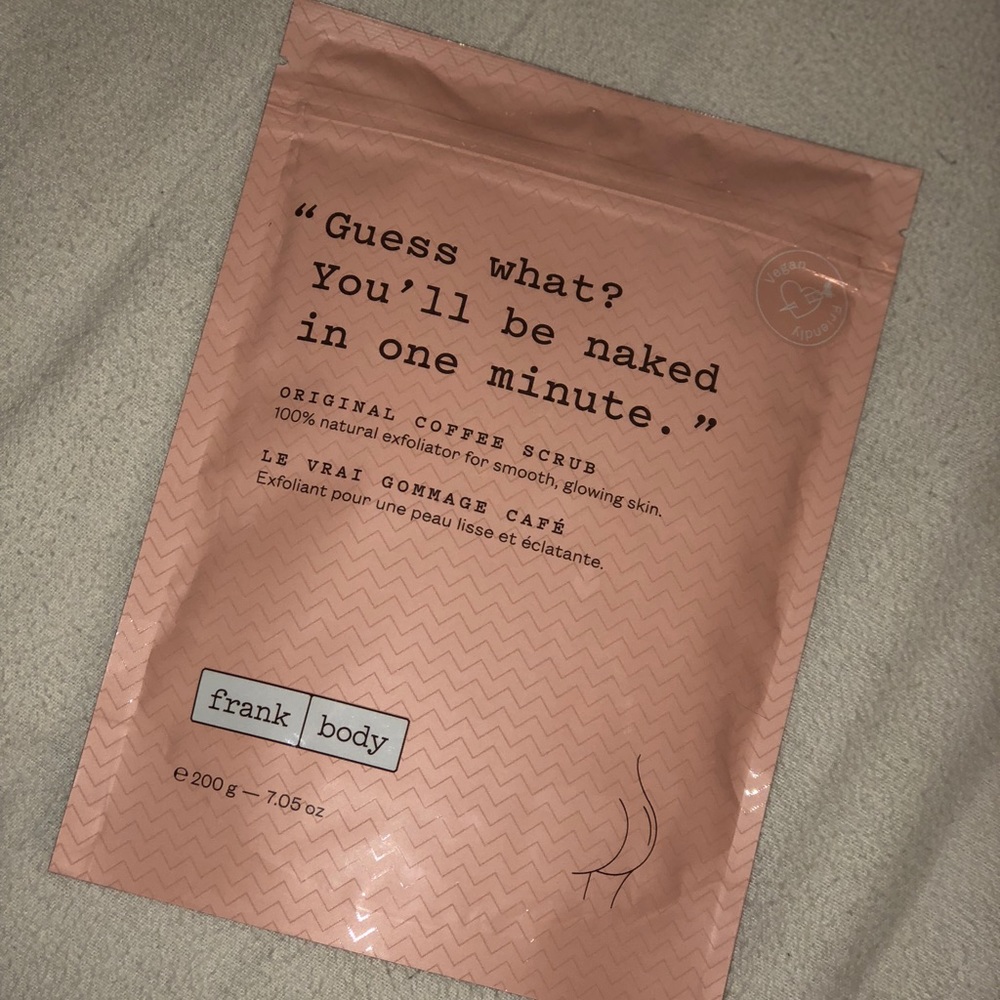 “Guess what?
You’ll be naked
in one minute.”
Vegan Friendly
ORIGINAL COFFEE SCRUB
100% natural exfoliator for smooth, glowing skin.
LE VRAI GOMMAGE CAFÉ
Exfoliant pour une peau lisse et éclatante.
frank body
℮ 200 g — 7.05 oz